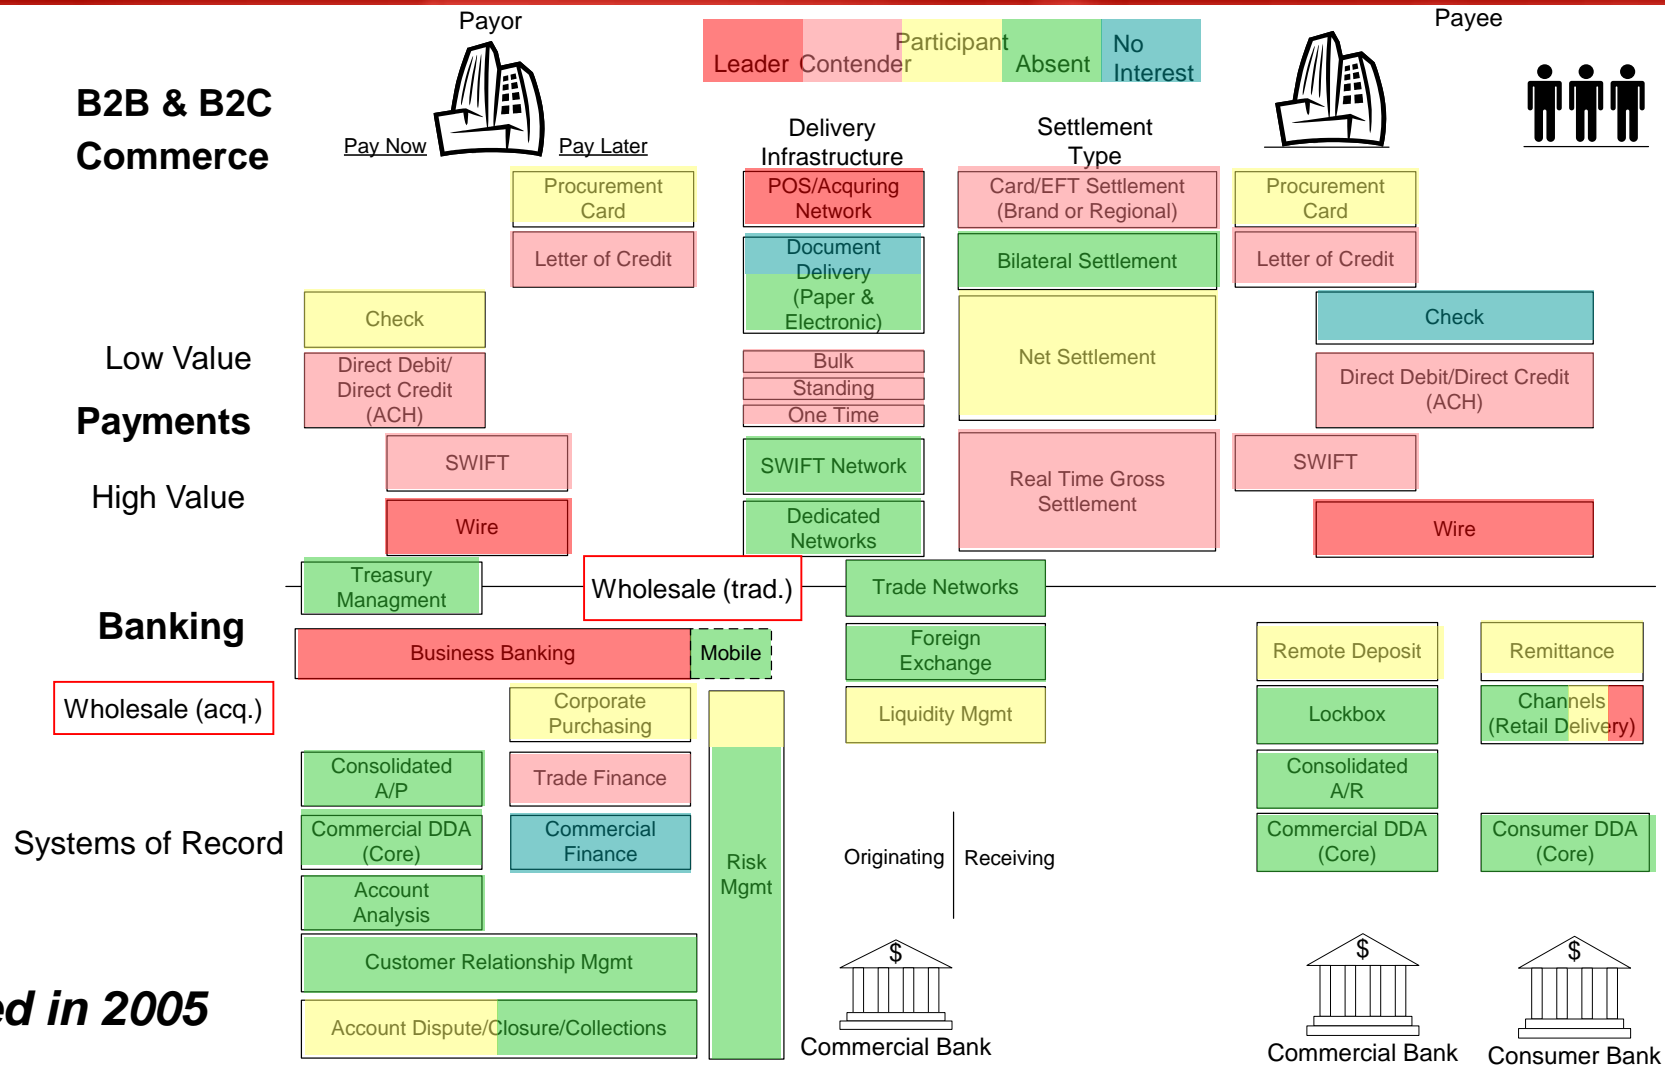 Payor
Payee
Leader
Contender
Participant
Absent
No
Interest
B2B & B2C
Commerce
Pay Now
Pay Later
Delivery
Infrastructure
Settlement
Type
Procurement
Card
POS/Acquring
Network
Card/EFT Settlement
(Brand or Regional)
Procurement
Card
Letter of Credit
Document
Delivery
(Paper &
Electronic)
Bilateral Settlement
Letter of Credit
Check
Net Settlement
Check
Low Value
Direct Debit/
Direct Credit
(ACH)
Bulk
Standing
One Time
Direct Debit/Direct Credit
(ACH)
Payments
SWIFT
SWIFT Network
Real Time Gross
Settlement
SWIFT
High Value
Wire
Dedicated
Networks
Wire
Treasury
Managment
Wholesale (trad.)
Trade Networks
Banking
Business Banking
Mobile
Foreign
Exchange
Remote Deposit
Remittance
Wholesale (acq.)
Corporate
Purchasing
Liquidity Mgmt
Lockbox
Channels
(Retail Delivery)
Consolidated
A/P
Trade Finance
Consolidated
A/R
Systems of Record
Commercial DDA
(Core)
Commercial
Finance
Risk
Mgmt
Originating
Receiving
Commercial DDA
(Core)
Consumer DDA
(Core)
Account
Analysis
Customer Relationship Mgmt
$
$
$
ed in 2005
Account Dispute/Closure/Collections
Commercial Bank
Commercial Bank
Consumer Bank